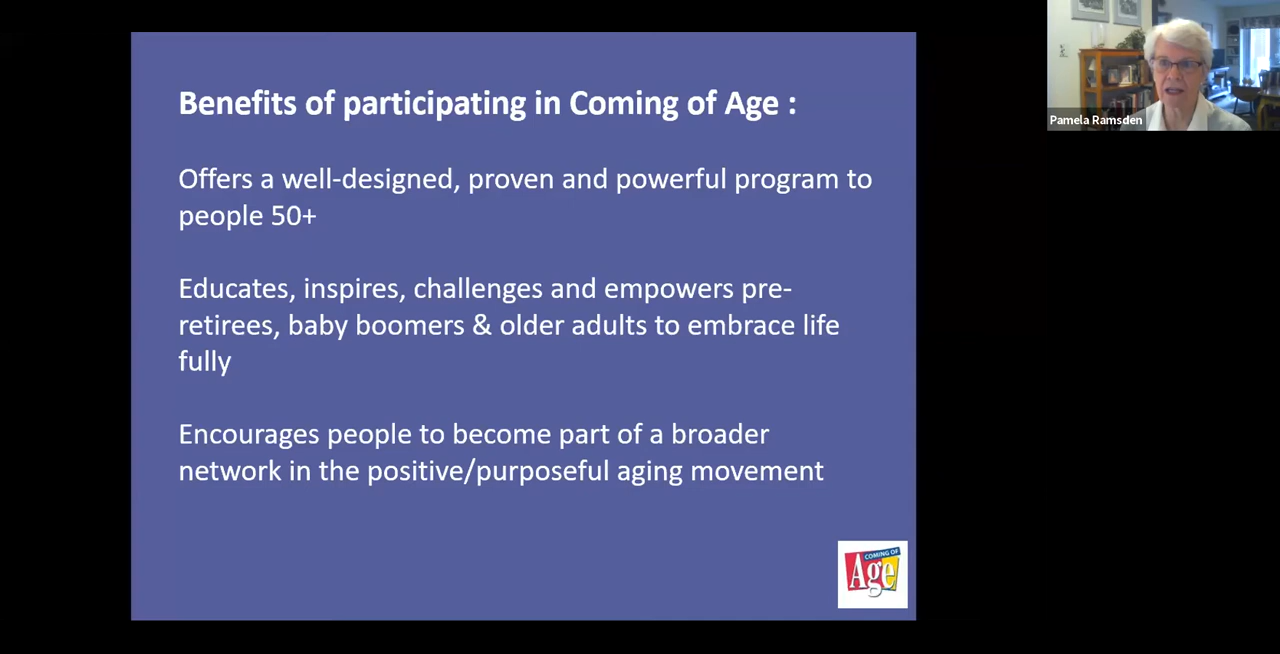 Benefits of participating in Coming of Age :
Offers a well-designed, proven and powerful program to
people 50+
Educates, inspires, challenges and empowers pre-
retirees, baby boomers & older adults to embrace life
fully
Encourages people to become part of a broader
network in the positive/purposeful aging movement
COMING OF
Age
Pamela Ramsden